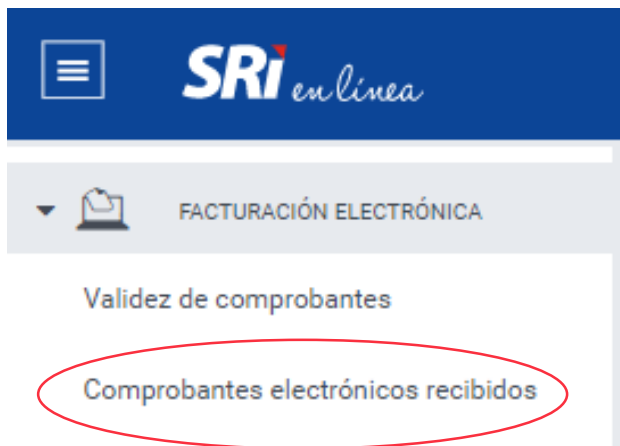 SRi en línea
FACTURACIÓN ELECTRÓNICA
Validez de comprobantes
Comprobantes electrónicos recibidos